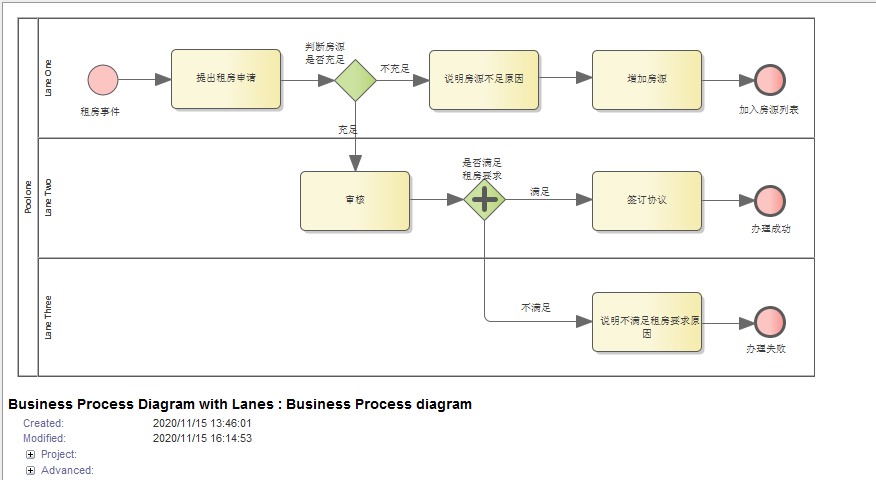 Pool one
Lane One
租房事件
提出租房申请
判断房源
是否充足
不充足
说明房源不足原因
增加房源
加入房源列表
充足
Lane Two
审核
是否满足
租房要求
满足
签订协议
办理成功
Lane Three
不满足
说明不满足租房要求原
因
办理失败
Business Process Diagram with Lanes : Business Process diagram
Created: 2020/11/15 13:46:01
Modified: 2020/11/15 16:14:53
Project:
Advanced: